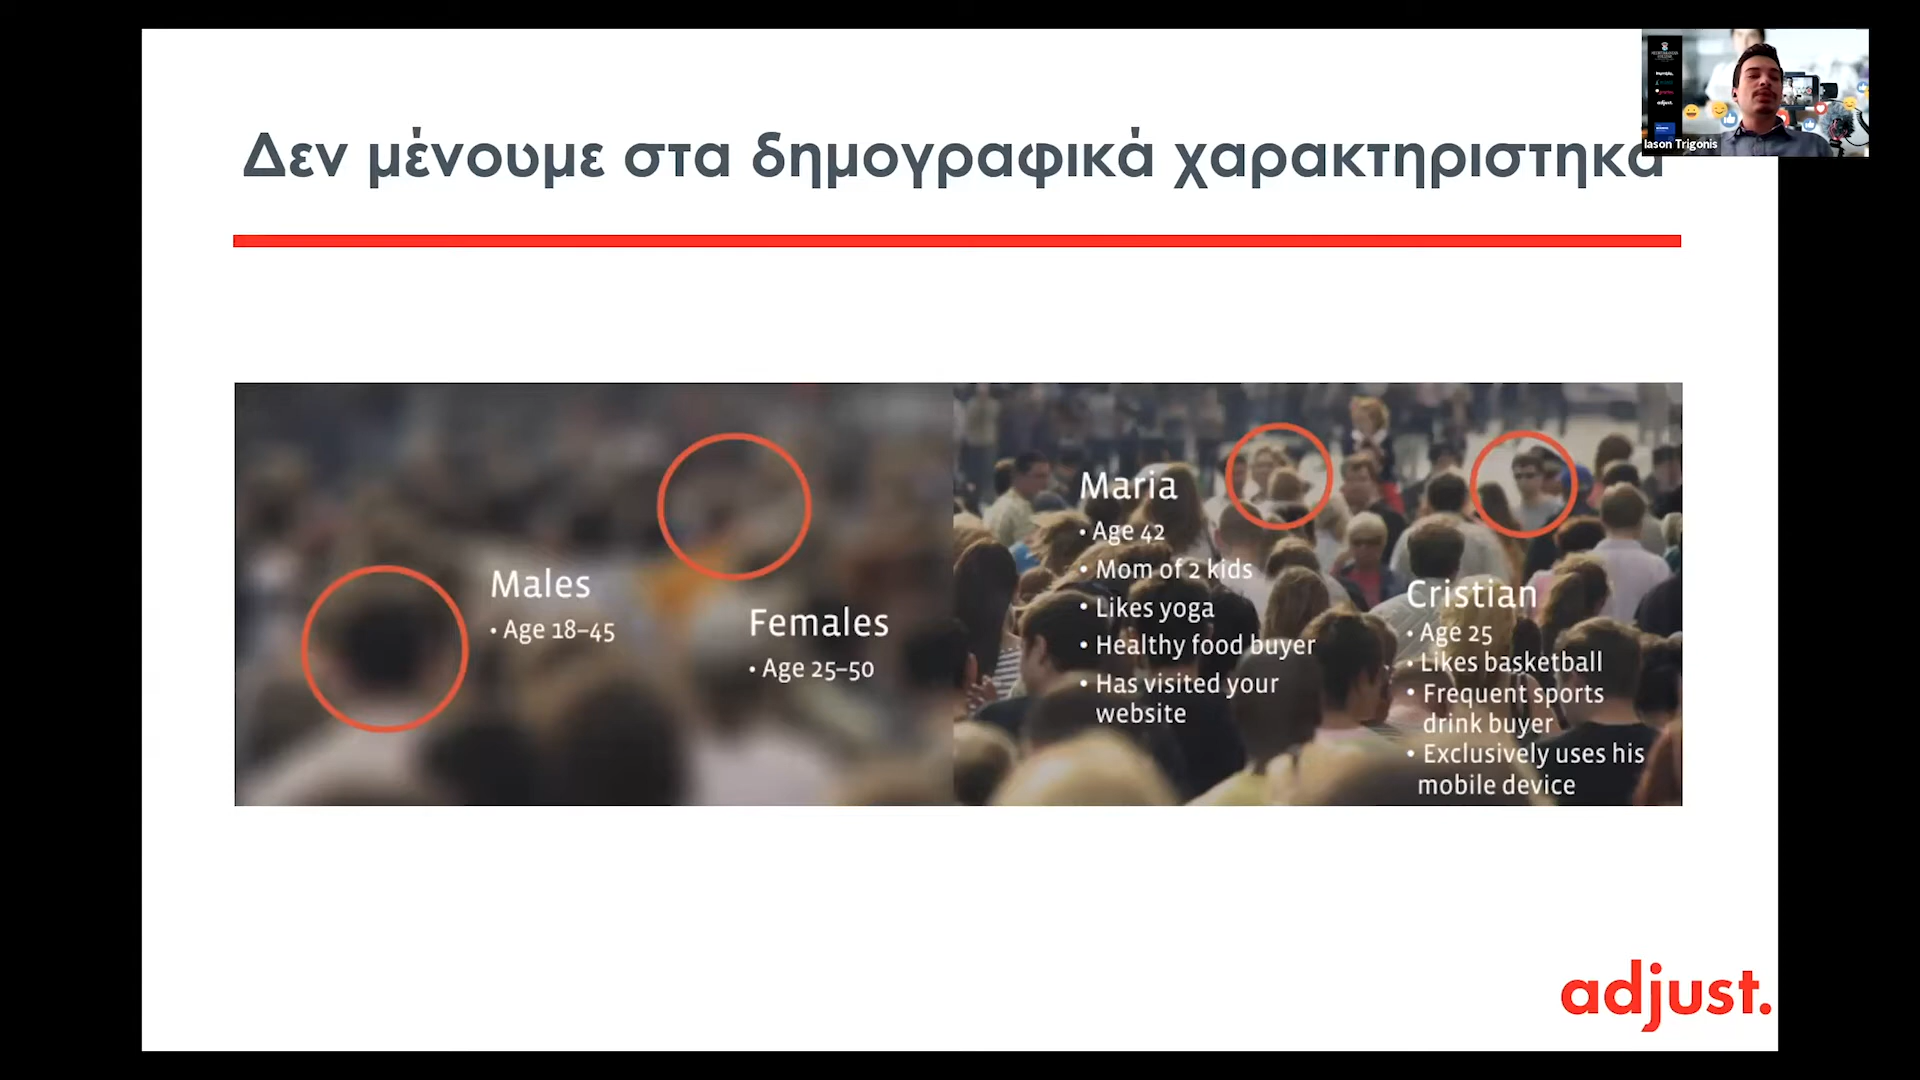 Δεν μένουμε στα δημογραφικά χαρακτηριστηκά
Iason Trigonis
adjust.
Males
• Age 18–45
Females
• Age 25–50
Maria
• Age 42
• Mom of 2 kids
• Likes yoga
• Healthy food buyer
• Has visited your
website
Cristian
• Age 25
• Likes basketball
• Frequent sports
drink buyer
• Exclusively uses his
mobile device
adjust.